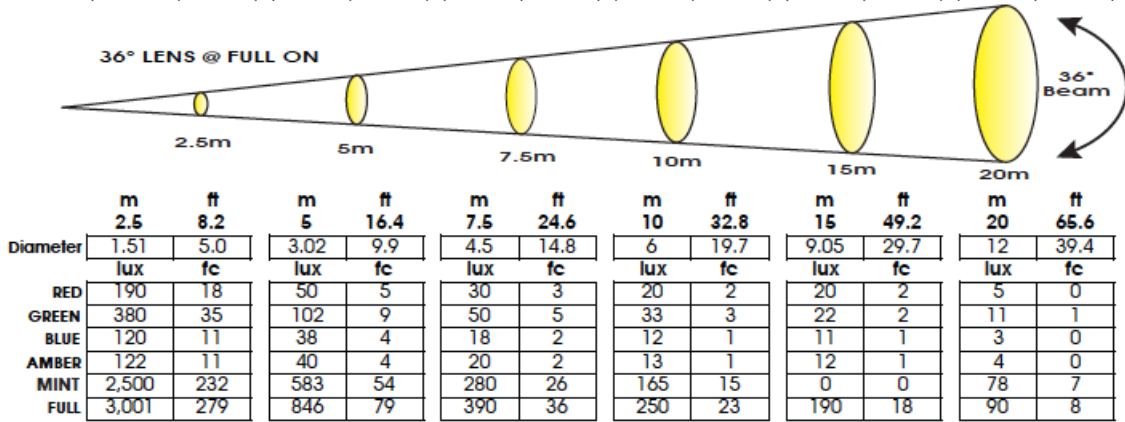 36° LENS @ FULL ON
36°
Beam
2.5m
5m
7.5m
10m
15m
20m
m ft m ft m ft m ft m ft m ft
2.5 8.2 5 16.4 7.5 24.6 10 32.8 15 49.2 20 65.6
Diameter 1.51 5.0 3.02 9.9 4.5 14.8 6 19.7 9.05 29.7 12 39.4
lux fc lux fc lux fc lux fc lux fc lux fc
RED 190 18 50 5 30 3 20 2 20 2 5 0
GREEN 380 35 102 9 50 5 33 3 22 2 11 1
BLUE 120 11 38 4 18 2 12 1 11 1 3 0
AMBER 122 11 40 4 20 2 13 1 12 1 4 0
MINT 2,500 232 583 54 280 26 165 15 0 0 78 7
FULL 3,001 279 846 79 390 36 250 23 190 18 90 8